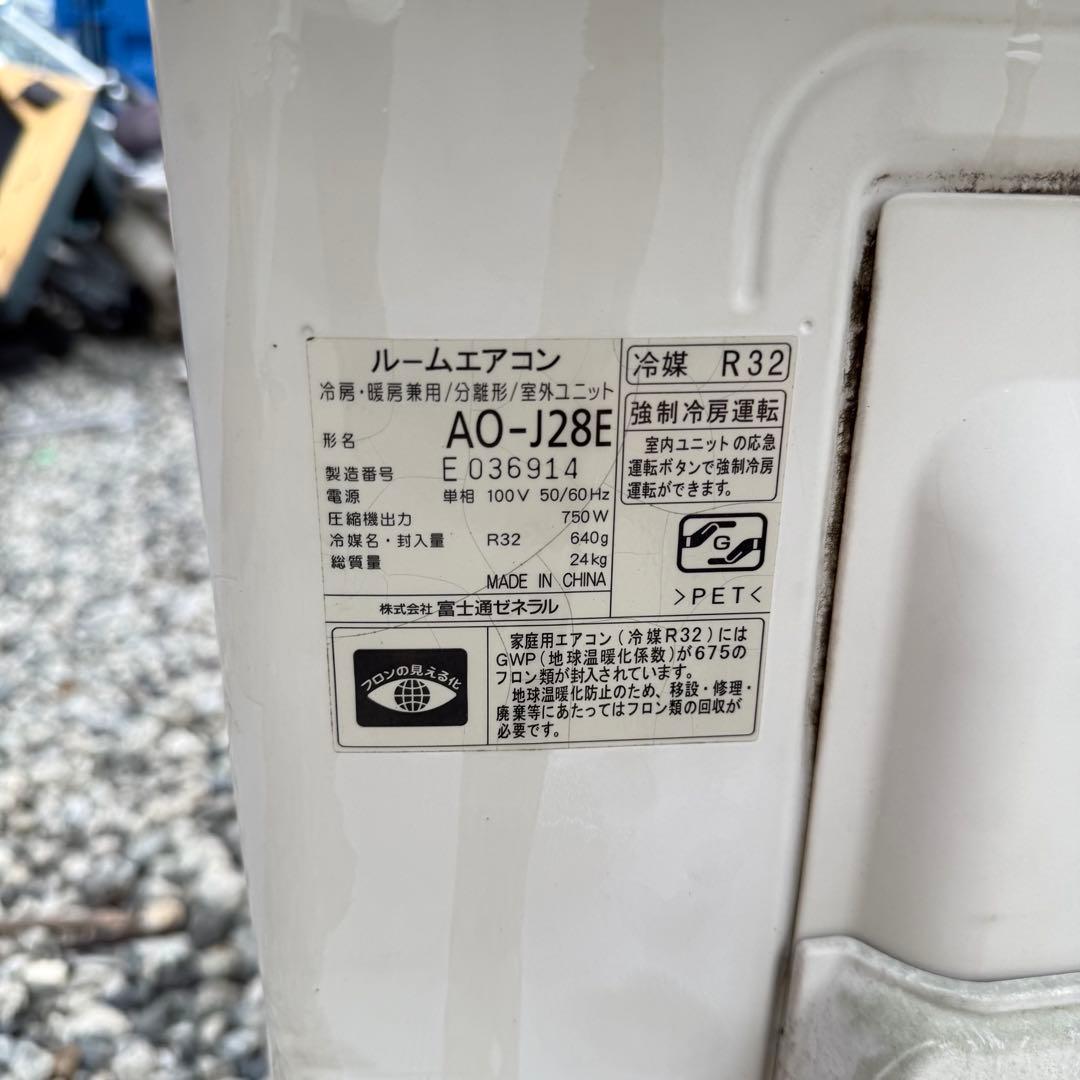 ルームエアコン
冷房・暖房兼用/分離形/室外ユニット
形名 AO-J28E
製造番号 E036914
電源 単相 100V 50/60Hz
圧縮機出力 750W
冷媒名・封入量 R32 640g
総質量 24kg
MADE IN CHINA
株式会社 富士通ゼネラル
冷媒 R32
強制冷房運転
室内ユニットの応急
運転ボタンで強制冷房
運転ができます。
G
>PET<
フロンの見える化
家庭用エアコン(冷媒R32)には
GWP(地球温暖化係数)が675の
フロン類が封入されています。
地球温暖化防止のため、移設・修理・
廃棄等にあたってはフロン類の回収が
必要です。